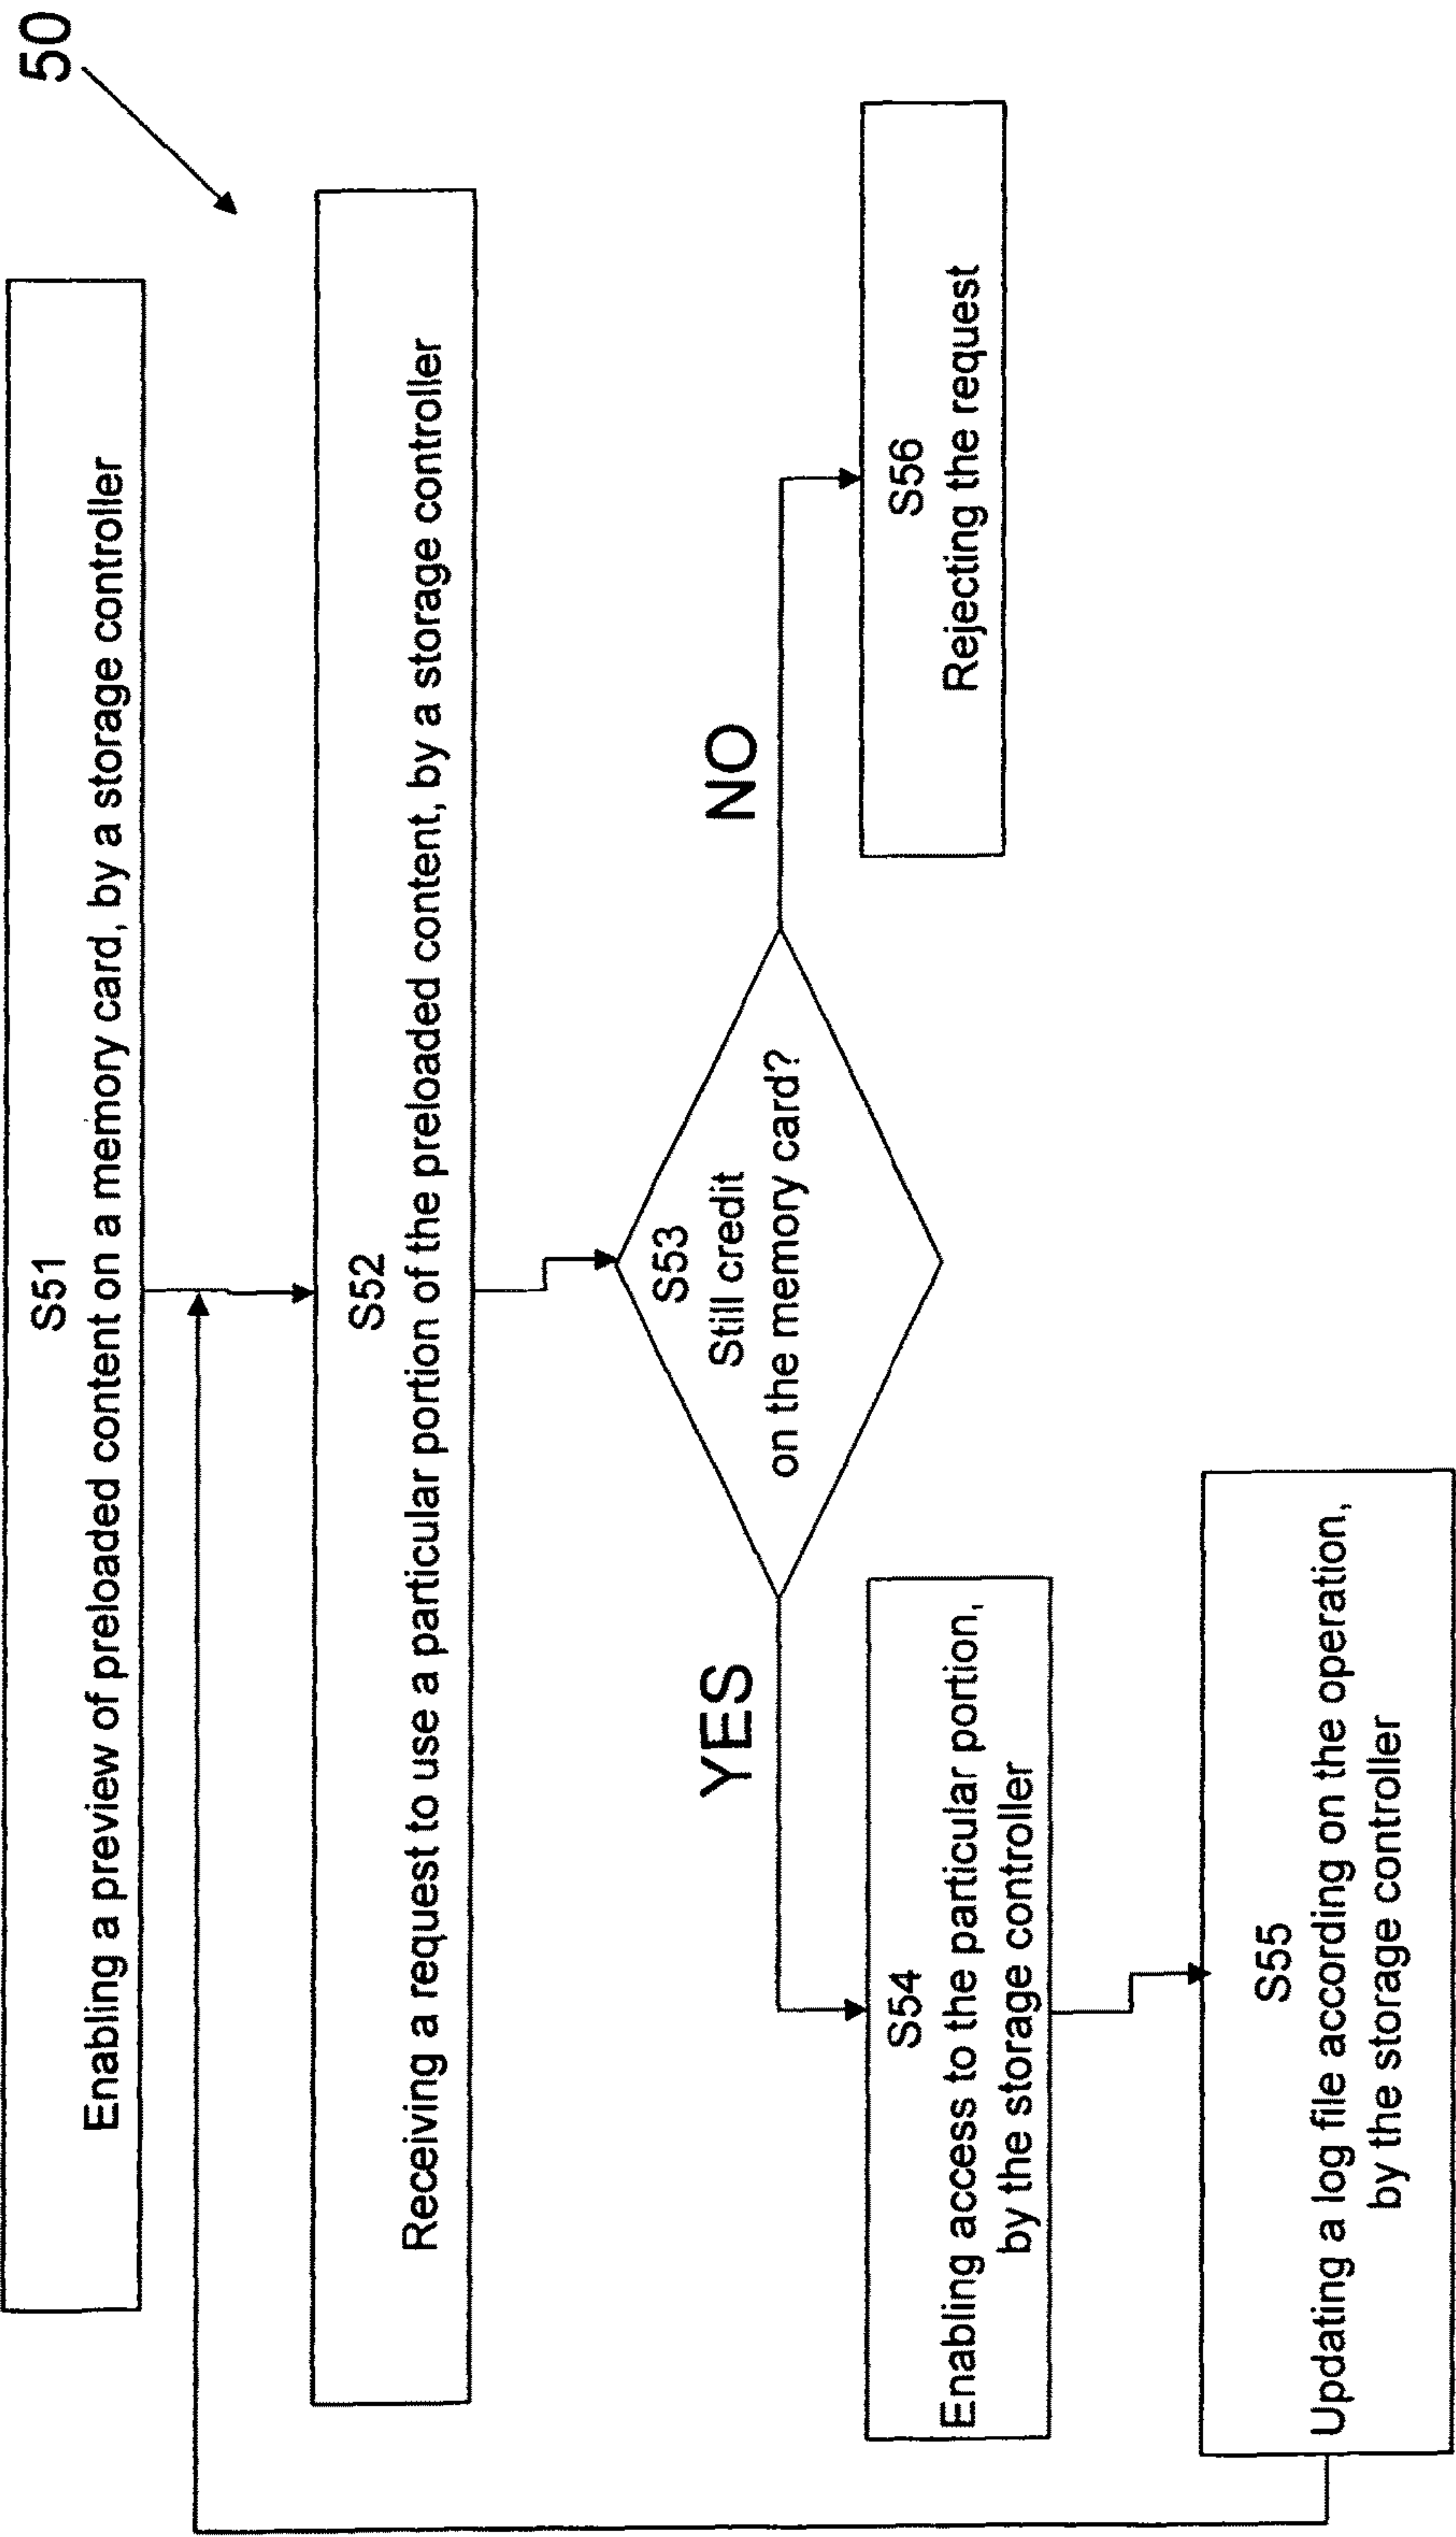 50
S51
Enabling a preview of preloaded content on a memory card, by a storage controller
S52
Receiving a request to use a particular portion of the preloaded content, by a storage controller
S53
Still credit
on the memory card?
YES
NO
S54
Enabling access to the particular portion,
by the storage controller
S56
Rejecting the request
S55
Updating a log file according on the operation,
by the storage controller